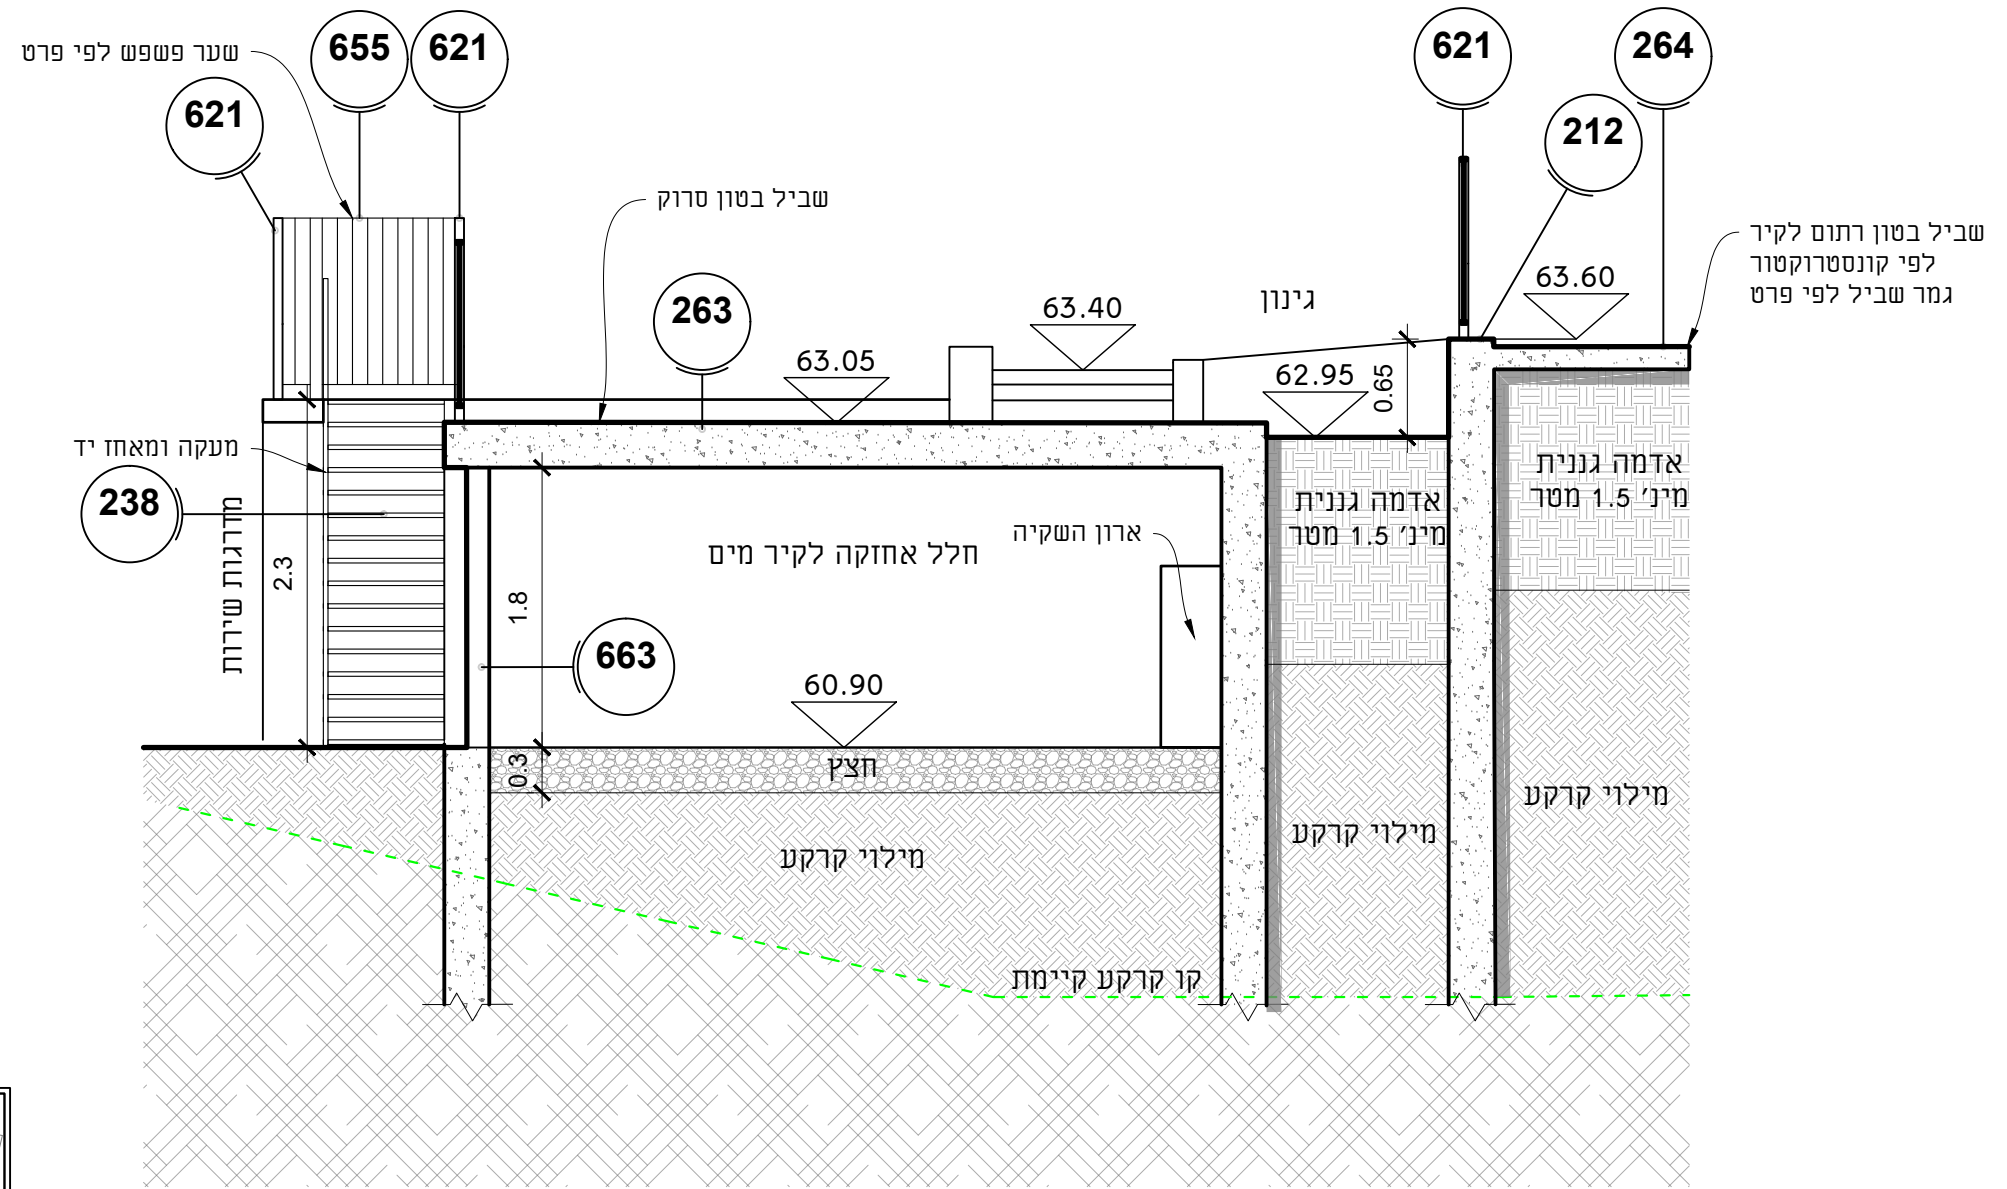 שער פשפש לפי פרט
655
621
621
264
621
212
שביל בטון סרוק
שביל בטון רתום לקיר
לפי קונסטרוקטור
גמר שביל לפי פרט
63.60
גינון
263
63.40
63.05
62.95
0.65
מעקה ומאחז יד
238
מדרגות שירות
2.3
1.8
אדמה גננית
מינ' 1.5 מטר
אדמה גננית
מינ' 1.5 מטר
ארון השקיה
חלל אחזקה לקיר מים
663
60.90
חצץ
0.3
מילוי קרקע
מילוי קרקע
מילוי קרקע
קו קרקע קיימת